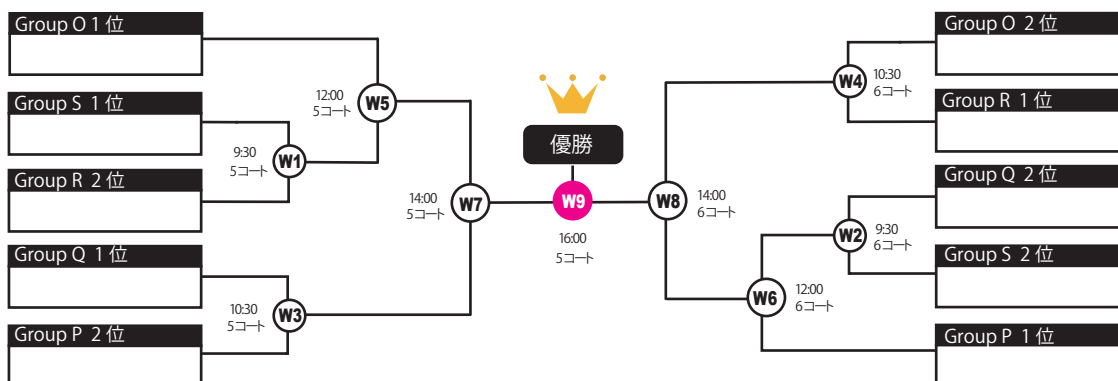 Group O 1 位
Group S 1位
Group R 2位
Group Q 1位
Group P 2 位
12:00
5コート
W5
9:30
5コート
W1
10:30
5コート
W3
14:00
5コート
W7
優勝
W9
16:00
5コート
W8
14:00
6コート
W4
10:30
6コート
W2
9:30
6コート
W6
12:00
6コート
Group O 2 位
Group R 1 位
Group Q 2 位
Group S 2 位
Group P 1 位